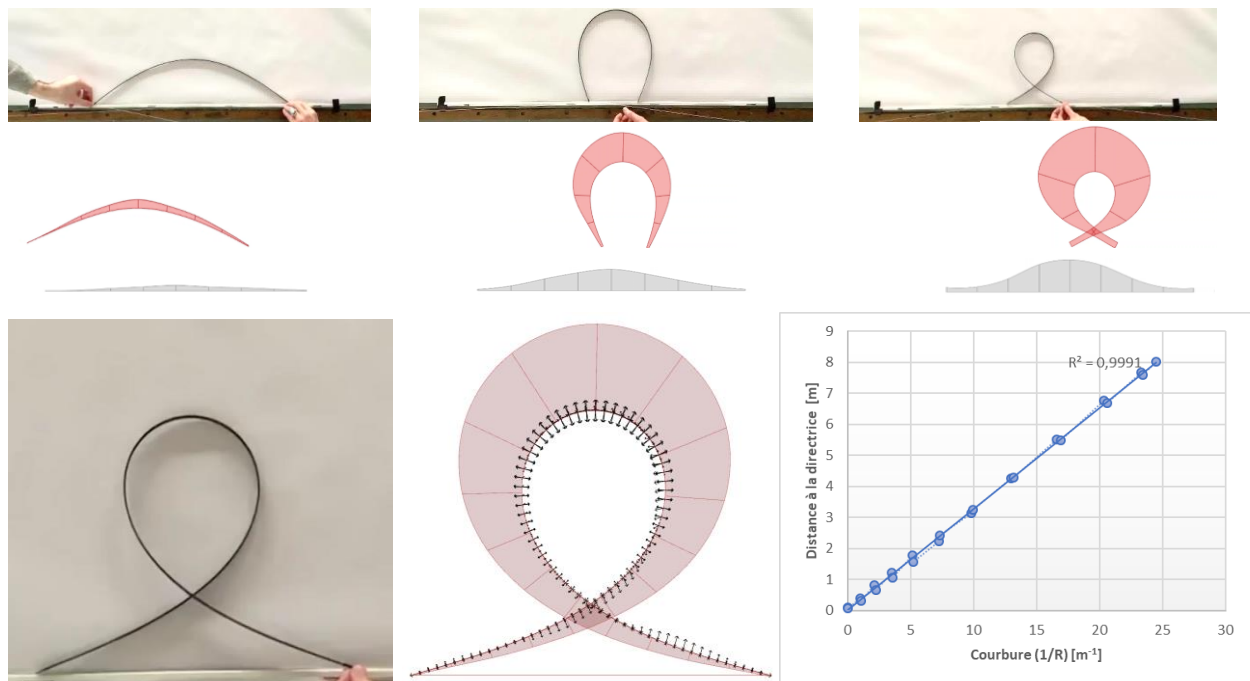 Distance à la directrice [m]
9
8
7
6
5
4
3
2
1
0
R² = 0,9991
0 5 10 15 20 25 30
Courbure (1/R) [m⁻¹]